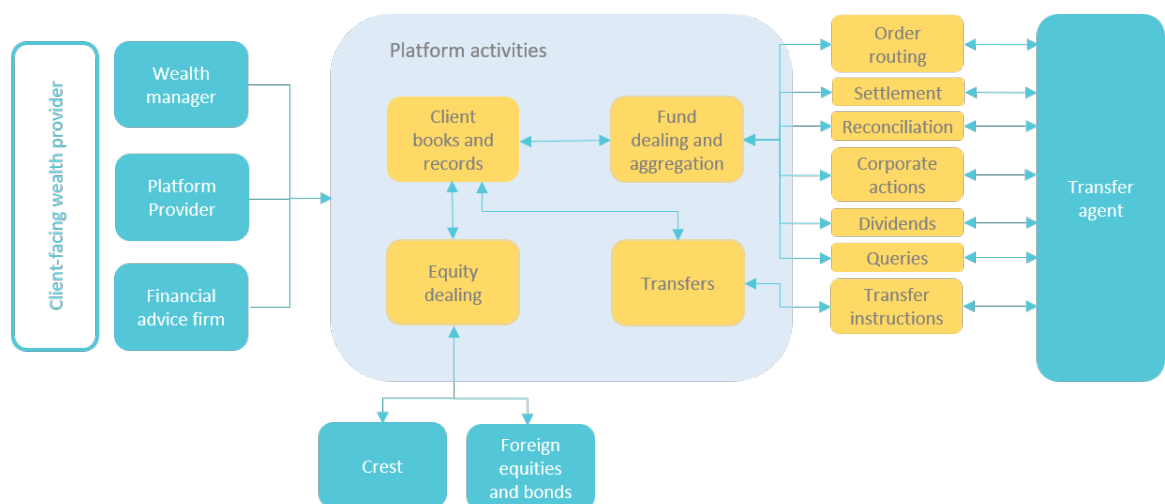 Client-facing wealth provider
Wealth
manager
Platform
Provider
Financial
advice firm
Platform activities
Client
books and
records
Fund
dealing and
aggregation
Equity
dealing
Transfers
Crest
Foreign
equities
and bonds
Order
routing
Settlement
Reconciliation
Corporate
actions
Dividends
Queries
Transfer
instructions
Transfer
agent